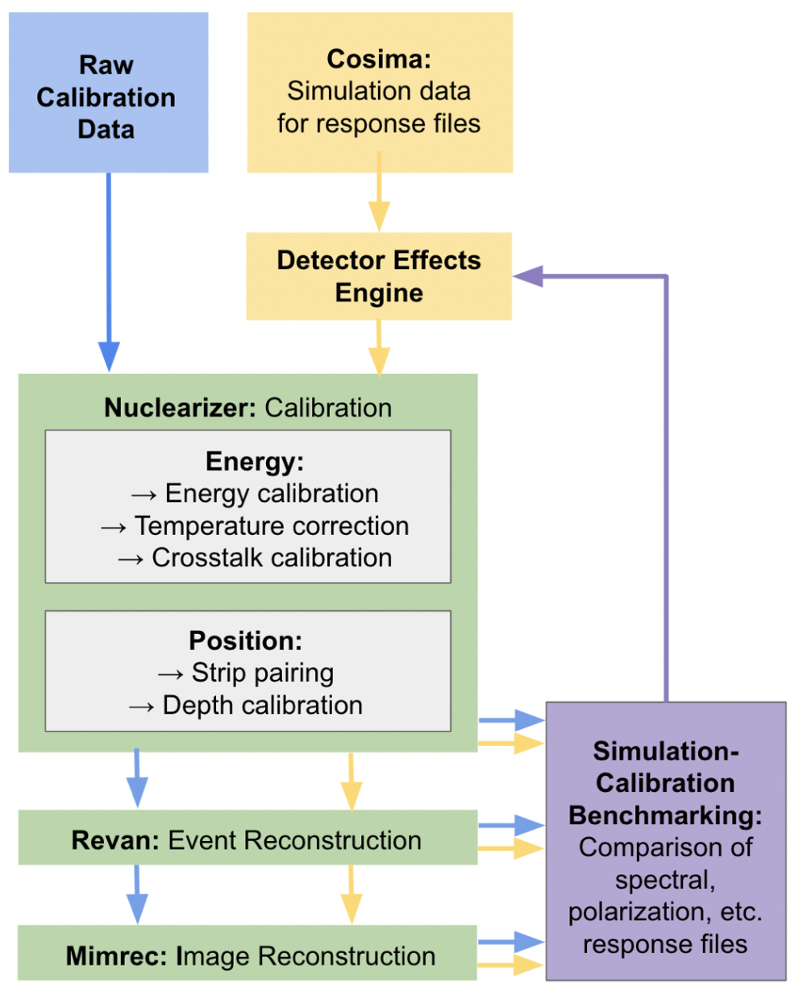 Raw
Calibration
Data
Cosima:
Simulation data
for response files
Detector Effects
Engine
Nuclearizer: Calibration
Energy:
→ Energy calibration
→ Temperature correction
→ Crosstalk calibration
Position:
→ Strip pairing
→ Depth calibration
Revan: Event Reconstruction
Mimrec: Image Reconstruction
Simulation-
Calibration
Benchmarking:
Comparison of
spectral,
polarization, etc.
response files